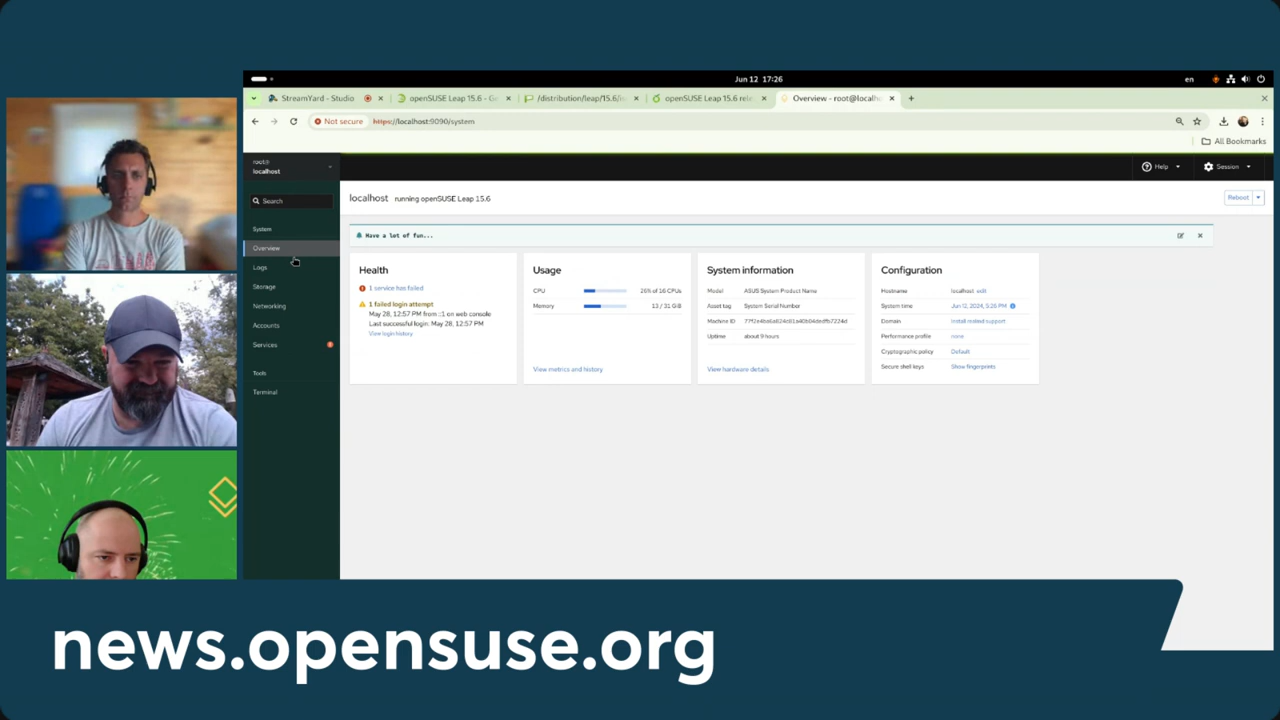 Jun 12 17:26
en
StreamYard - Studio
openSUSE Leap 15.6 - G
/distribution/leap/15.6/
openSUSE Leap 15.6 rel
Overview - root@localh
Not secure
https://localhost:9090/system
All Bookmarks
root@
localhost
Help
Session
Search
localhost running openSUSE Leap 15.6
Reboot
System
Have a lot of fun...
Overview
Logs
Storage
Networking
Accounts
Services
Tools
Terminal
Health
1 service has failed
1 failed login attempt
May 28, 12:57 PM from ::1 on web console
Last successful login: May 28, 12:57 PM
View login history
Usage
CPU 26% of 16 CPUs
Memory 13 / 31 GiB
View metrics and history
System information
Model ASUS System Product Name
Asset tag System Serial Number
Machine ID
Uptime about 9 hours
View hardware details
Configuration
Hostname localhost edit
System time Jun 12, 2024, 5:26 PM
Domain Install realmd support
Performance profile none
Cryptographic policy Default
Secure shell keys Show fingerprints
news.opensuse.org